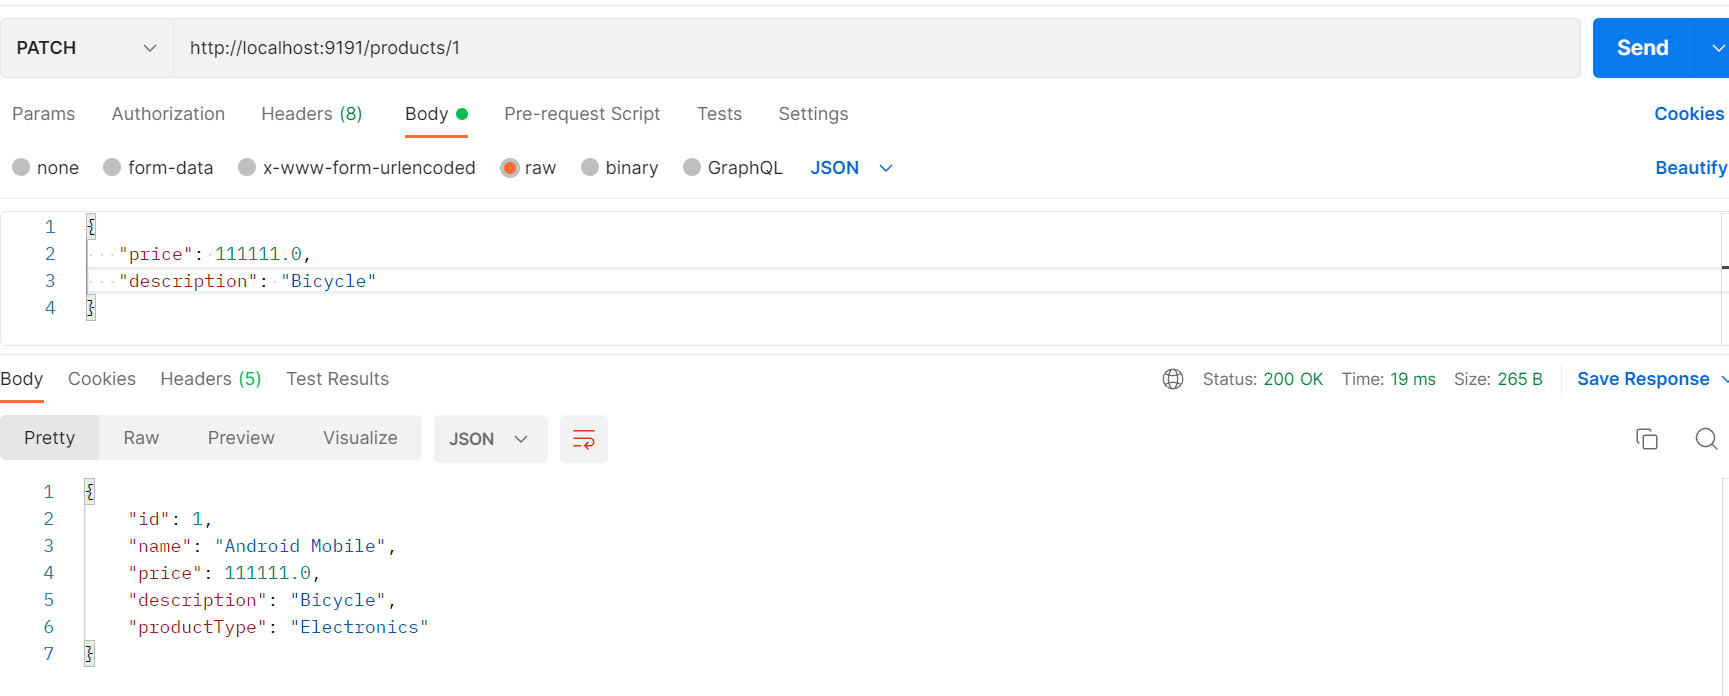 PATCH http://localhost:9191/products/1 Send
Params Authorization Headers (8) Body Pre-request Script Tests Settings Cookies
none form-data x-www-form-urlencoded raw binary GraphQL JSON Beautify
1 {
2 "price": 111111.0,
3 "description": "Bicycle"
4 }
Body Cookies Headers (5) Test Results Status: 200 OK Time: 19 ms Size: 265 B Save Response
Pretty Raw Preview Visualize JSON
1 {
2 "id": 1,
3 "name": "Android Mobile",
4 "price": 111111.0,
5 "description": "Bicycle",
6 "productType": "Electronics"
7 }